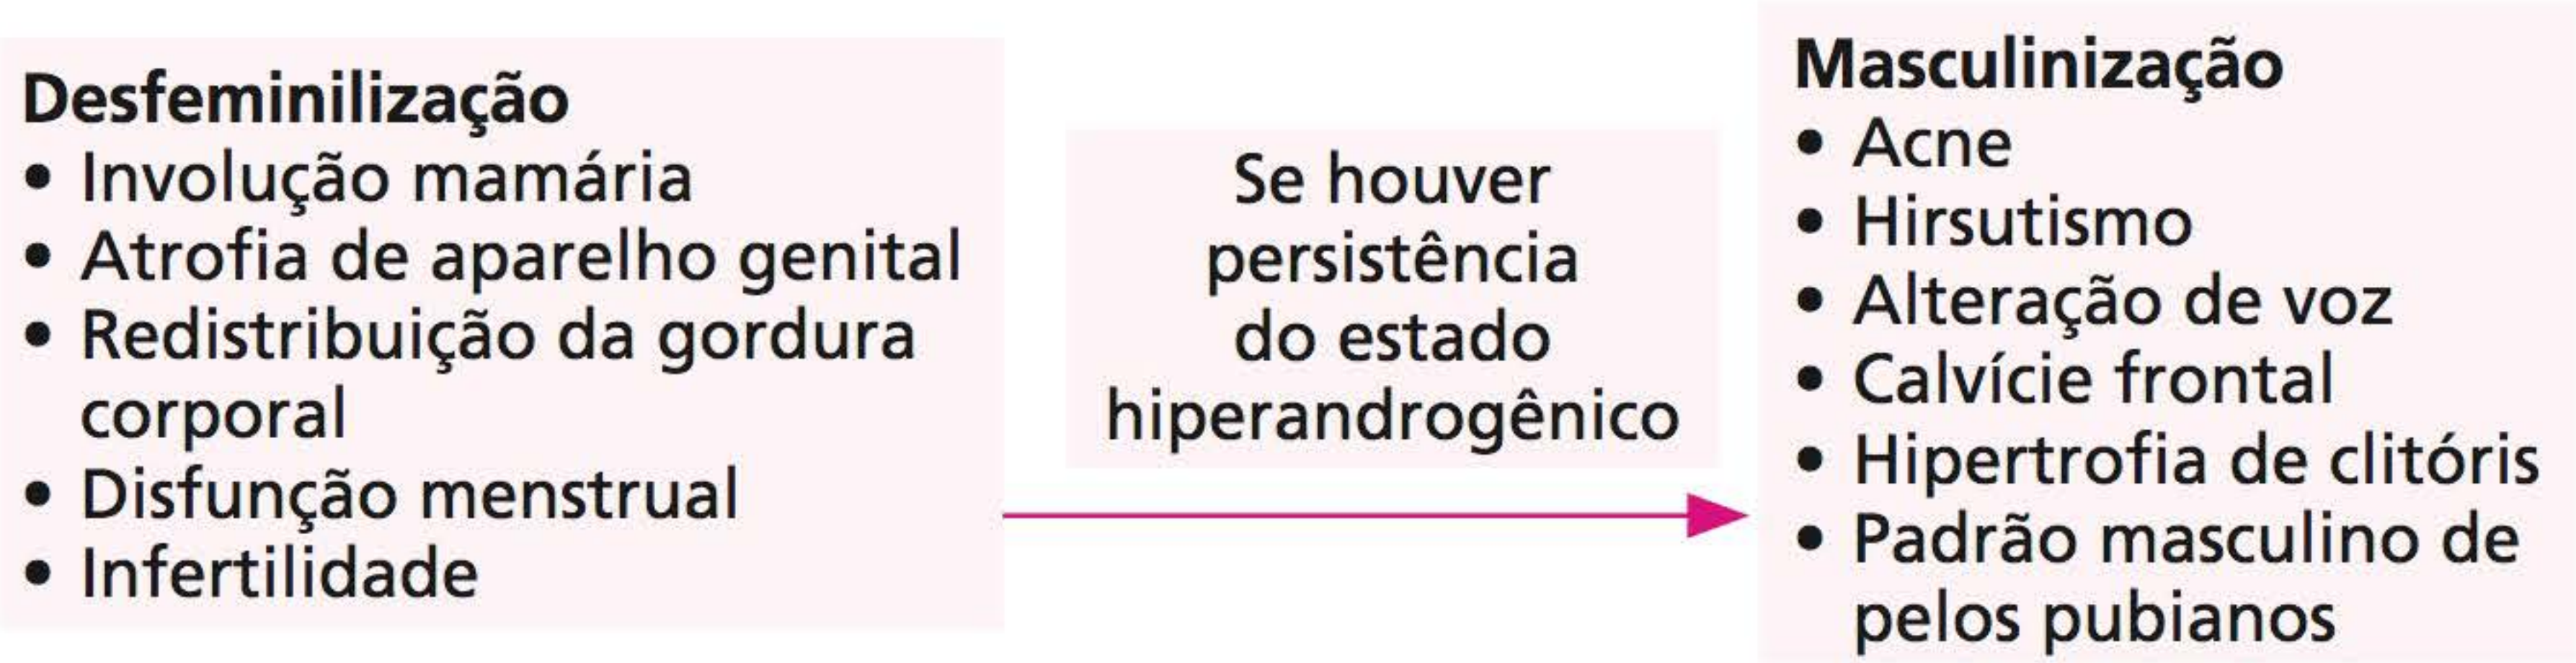 Desfeminilização
• Involução mamária
• Atrofia de aparelho genital
• Redistribuição da gordura
corporal
• Disfunção menstrual
• Infertilidade
Se houver
persistência
do estado
hiperandrogênico
Masculinização
• Acne
• Hirsutismo
• Alteração de voz
• Calvície frontal
• Hipertrofia de clitóris
• Padrão masculino de
pelos pubianos